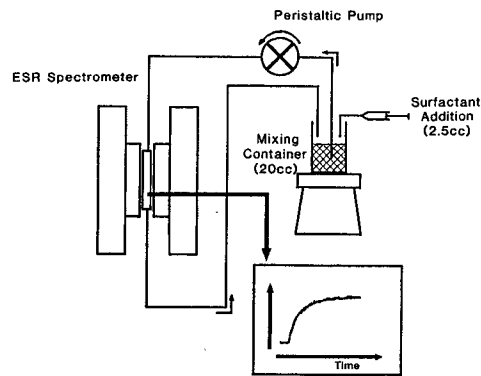 Peristaltic Pump
ESR Spectrometer
Surfactant
Addition
(2.5cc)
Mixing
Container
(20cc)
Time